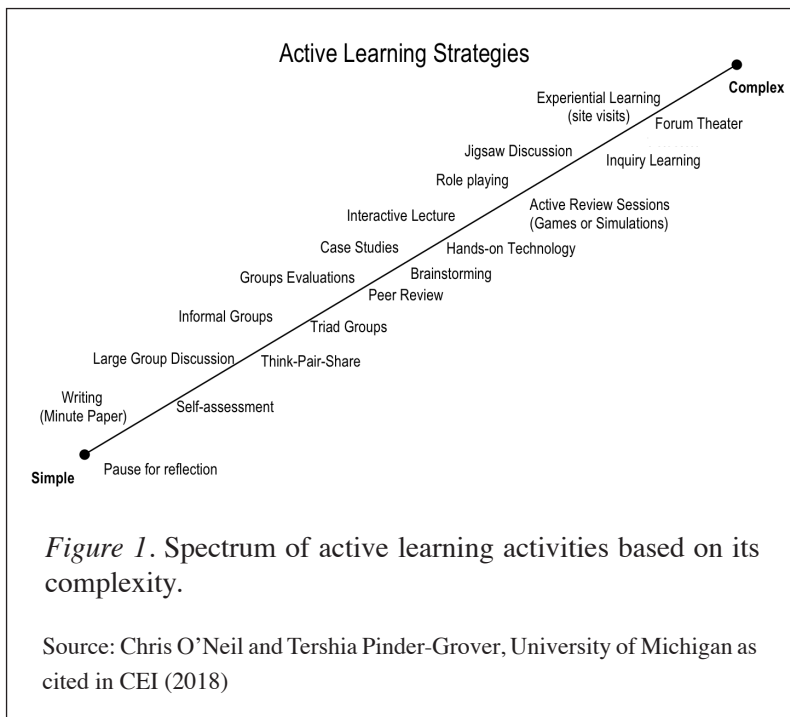 Active Learning Strategies
Complex
Experiential Learning
(site visits)
Forum Theater
Jigsaw Discussion
Inquiry Learning
Role playing
Active Review Sessions
(Games or Simulations)
Interactive Lecture
Case Studies
Hands-on Technology
Groups Evaluations
Brainstorming
Peer Review
Informal Groups
Triad Groups
Large Group Discussion
Think-Pair-Share
Writing
(Minute Paper)
Self-assessment
Pause for reflection
Simple
Figure 1. Spectrum of active learning activities based on its
complexity.
Source: Chris O’Neil and Tershia Pinder-Grover, University of Michigan as
cited in CEI (2018)